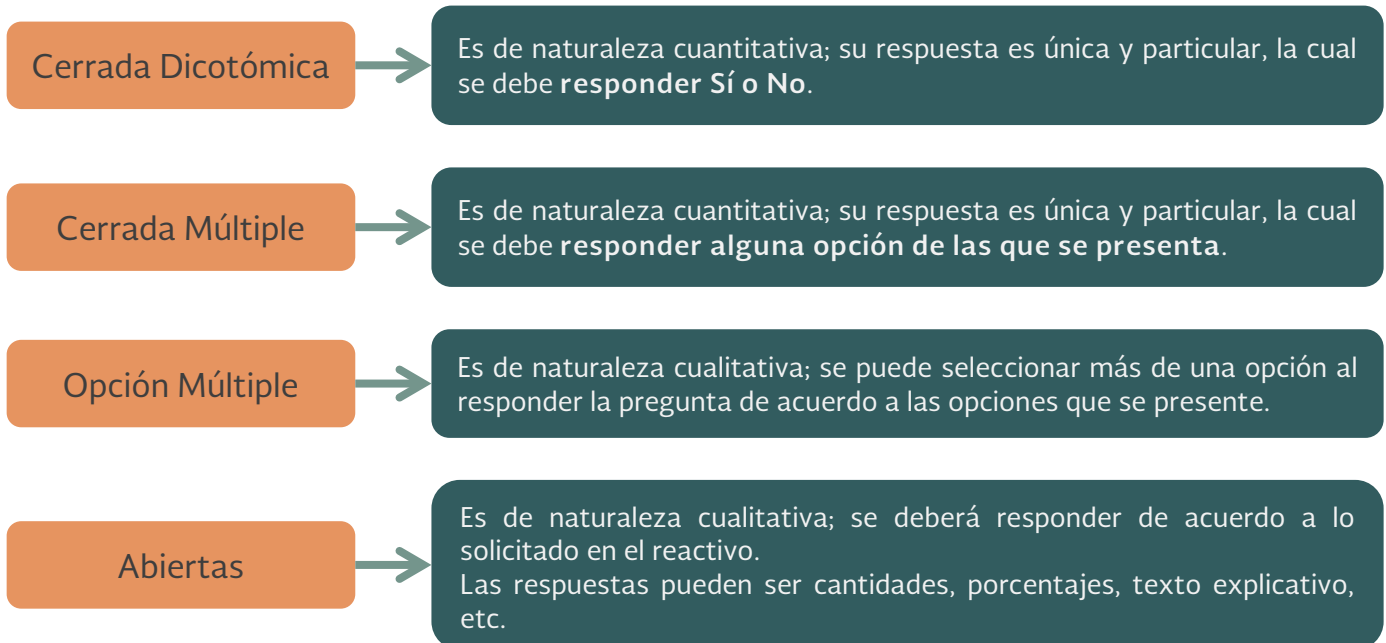 Cerrada Dicotómica
Es de naturaleza cuantitativa; su respuesta es única y particular, la cual
se debe responder Sí o No.
Cerrada Múltiple
Es de naturaleza cuantitativa; su respuesta es única y particular, la cual
se debe responder alguna opción de las que se presenta.
Opción Múltiple
Es de naturaleza cualitativa; se puede seleccionar más de una opción al
responder la pregunta de acuerdo a las opciones que se presente.
Abiertas
Es de naturaleza cualitativa; se deberá responder de acuerdo a lo
solicitado en el reactivo.
Las respuestas pueden ser cantidades, porcentajes, texto explicativo,
etc.